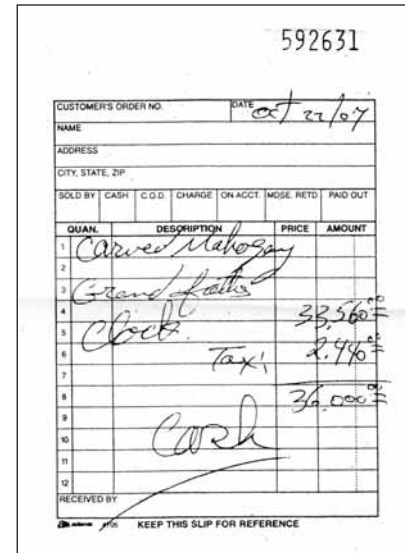 592631
CUSTOMER'S ORDER NO. DATE Oct 22/07
NAME
ADDRESS
CITY, STATE, ZIP
SOLD BY CASH C.O.D. CHARGE ON ACCT. MDSE. RETD. PAID OUT
QUAN. DESCRIPTION PRICE AMOUNT
1 Carved Mahogany
2
3 Grand fathe
4 33,560 00
5 Clock
6 Tax: 2.440 00
7
8 36,000 00
9
10 Cash
11
12
RECEIVED BY
KEEP THIS SLIP FOR REFERENCE